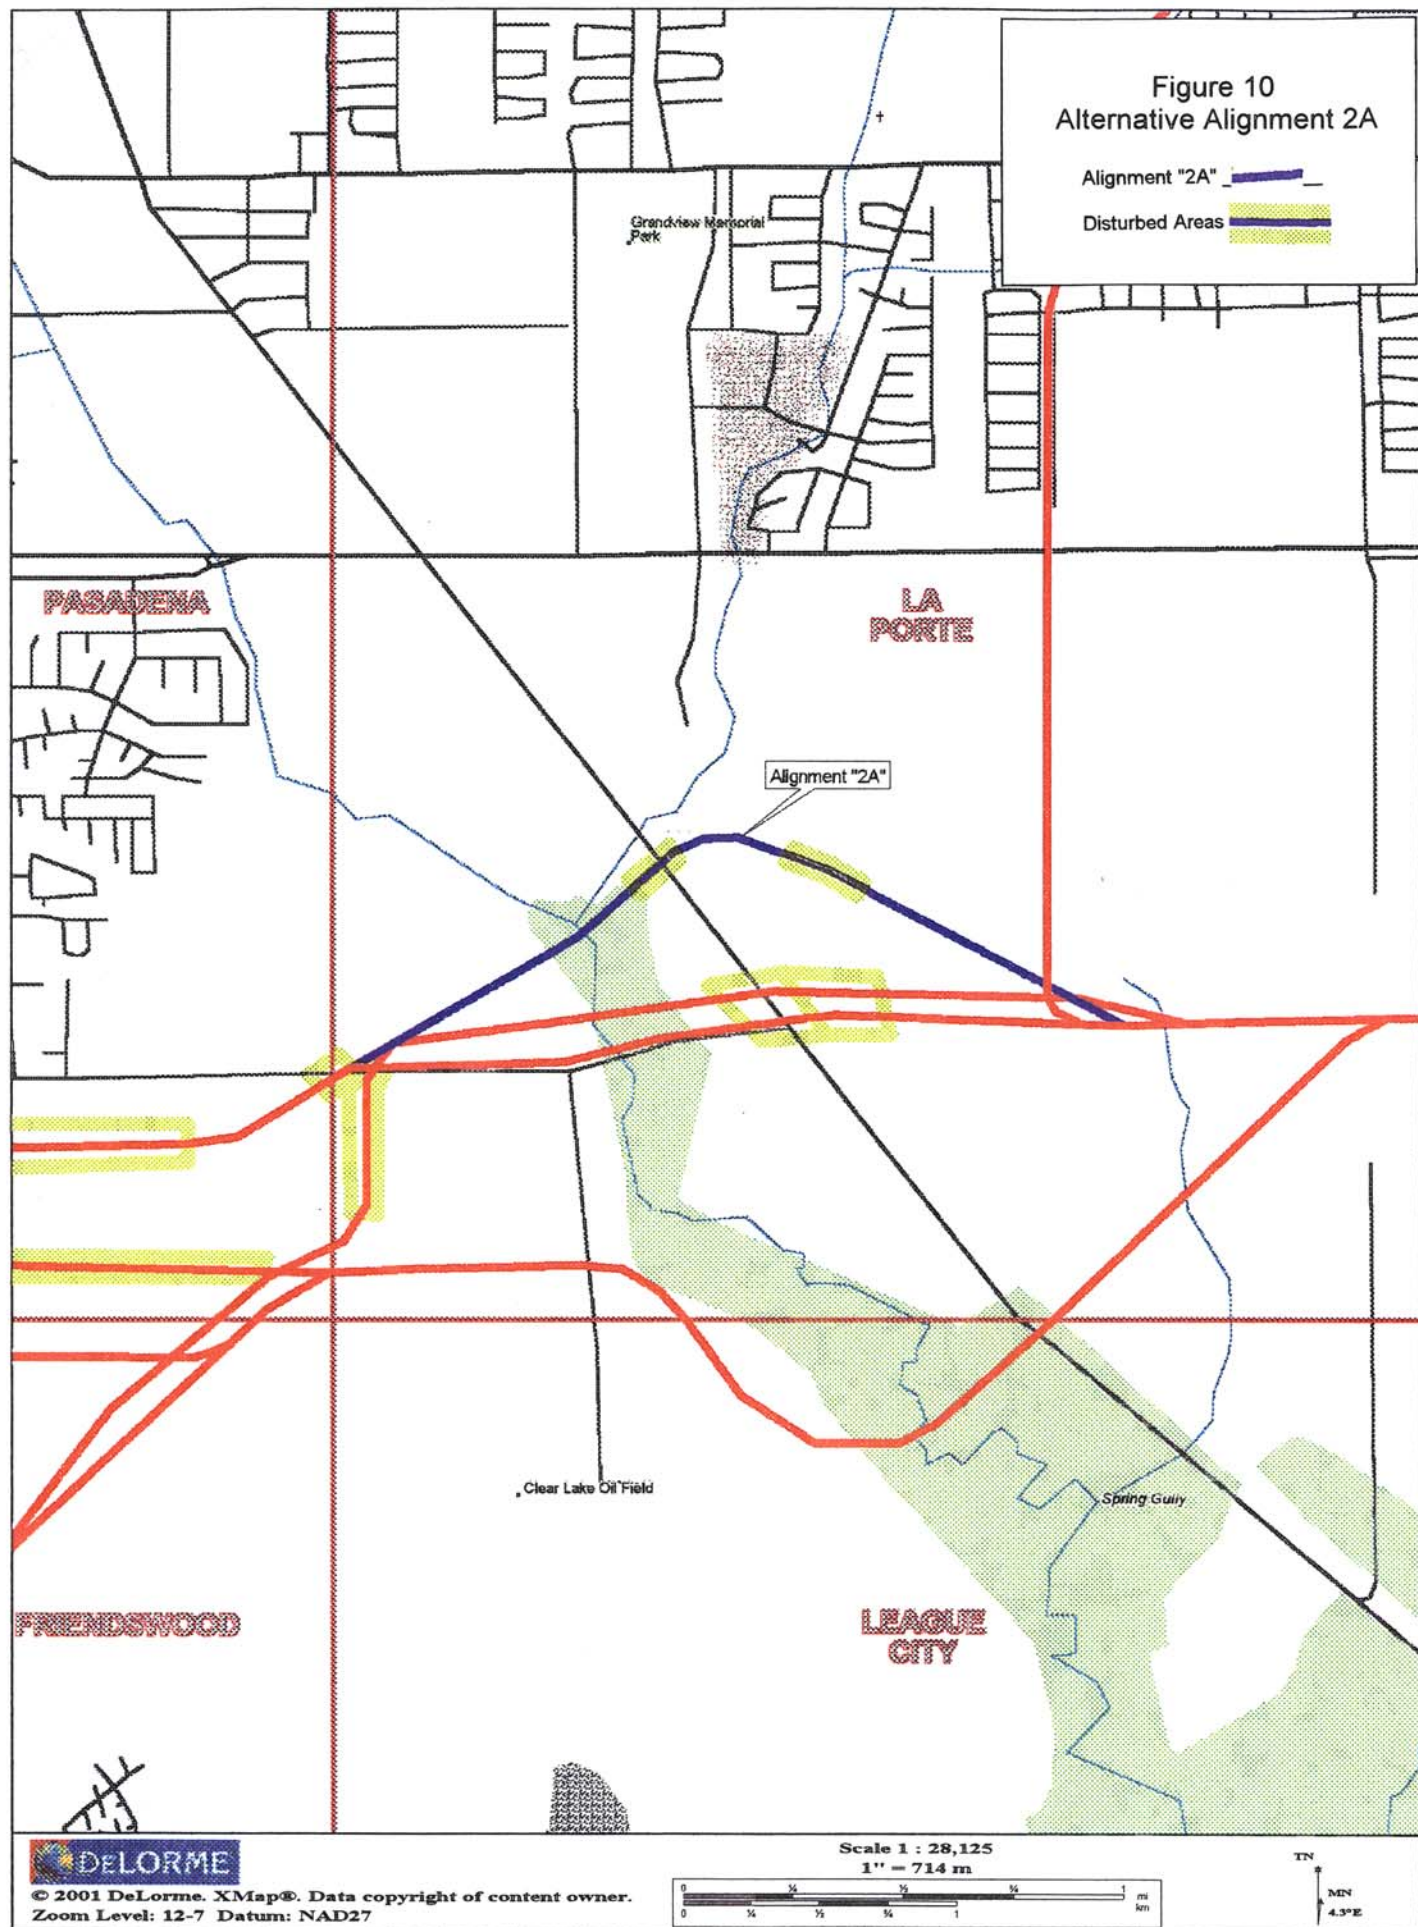 Figure 10
Alternative Alignment 2A
Alignment "2A"
Disturbed Areas
Grandview Memorial
Park
PASADENA
LA
PORTE
Alignment "2A"
Clear Lake Oil Field
Spring Gully
FRIENDSWOOD
LEAGUE
CITY
DELORME
© 2001 DeLorme. XMap®. Data copyright of content owner.
Zoom Level: 12-7 Datum: NAD27
Scale 1 : 28,125
1" = 714 m
0 ¼ ½ ¾ 1 mi
0 ¼ ½ ¾ 1 km
TN
MN
4.3°E